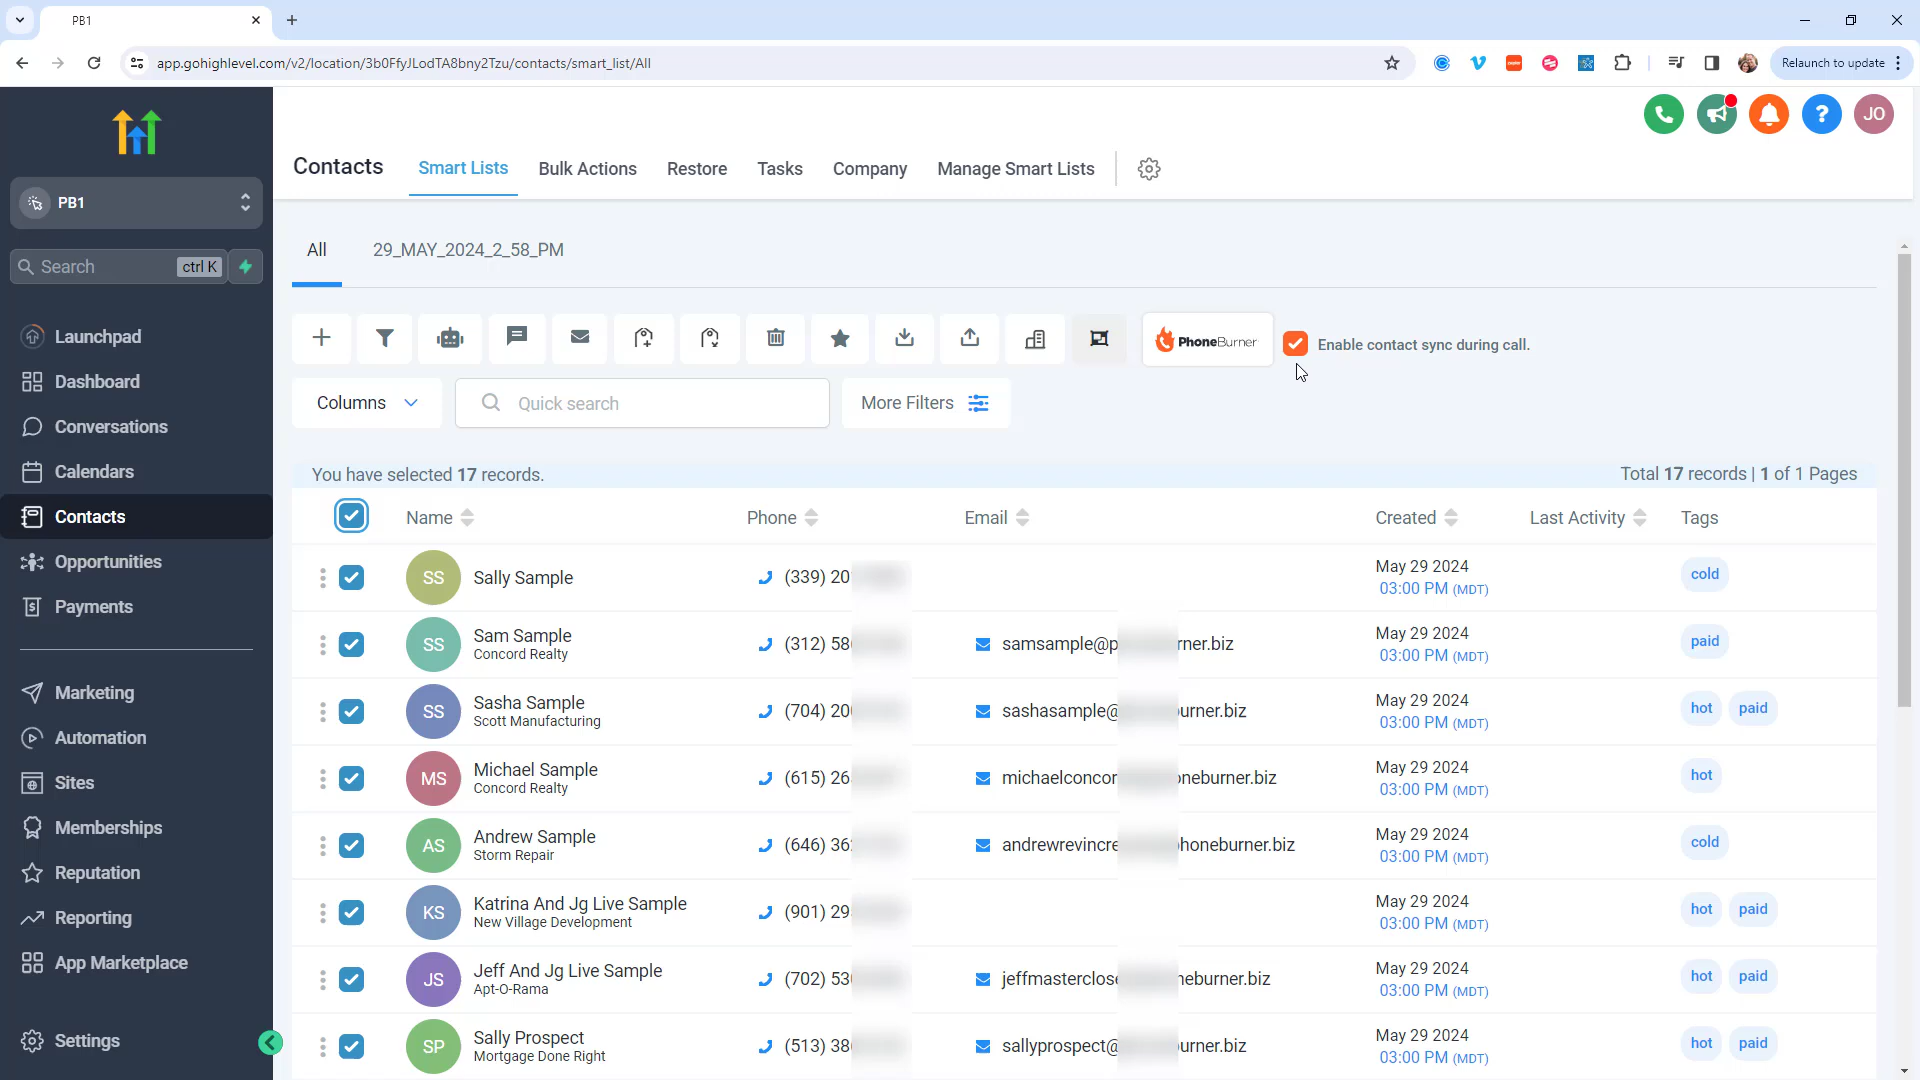 PB1
app.gohighlevel.com/v2/location/3b0FfyJLodTA8bny2Tzu/contacts/smart_list/All
Relaunch to update
JO
PB1
Search ctrl K
Launchpad
Dashboard
Conversations
Calendars
Contacts
Opportunities
Payments
Marketing
Automation
Sites
Memberships
Reputation
Reporting
App Marketplace
Settings
Contacts Smart Lists Bulk Actions Restore Tasks Company Manage Smart Lists
All 29_MAY_2024_2_58_PM
PhoneBurner Enable contact sync during call.
Columns Quick search More Filters
You have selected 17 records. Total 17 records | 1 of 1 Pages
Name Phone Email Created Last Activity Tags
SS Sally Sample (339) 20 May 29 2024 03:00 PM (MDT) cold
SS Sam Sample Concord Realty (312) 58 samsample@p rner.biz May 29 2024 03:00 PM (MDT) paid
SS Sasha Sample Scott Manufacturing (704) 20 sashasample@ urner.biz May 29 2024 03:00 PM (MDT) hot paid
MS Michael Sample Concord Realty (615) 26 michaelconcor neburner.biz May 29 2024 03:00 PM (MDT) hot
AS Andrew Sample Storm Repair (646) 36 andrewrevincre honeburner.biz May 29 2024 03:00 PM (MDT) cold
KS Katrina And Jg Live Sample New Village Development (901) 29 May 29 2024 03:00 PM (MDT) hot paid
JS Jeff And Jg Live Sample Apt-O-Rama (702) 53 jeffmasterclose neburner.biz May 29 2024 03:00 PM (MDT) hot paid
SP Sally Prospect Mortgage Done Right (513) 38 sallyprospect@ urner.biz May 29 2024 03:00 PM (MDT) hot paid